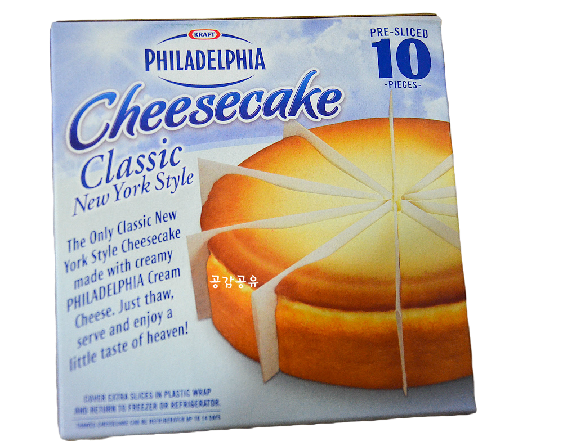 KRAFT
PHILADELPHIA
Cheesecake
Classic
New York Style
PRE-SLICED
10
-PIECES-
The Only Classic New
York Style Cheesecake
made with creamy
PHILADELPHIA Cream
Cheese. Just thaw,
serve and enjoy a
little taste of heaven!
공감공유
COVER EXTRA SLICES IN PLASTIC WRAP
AND RETURN TO FREEZER OR REFRIGERATOR.